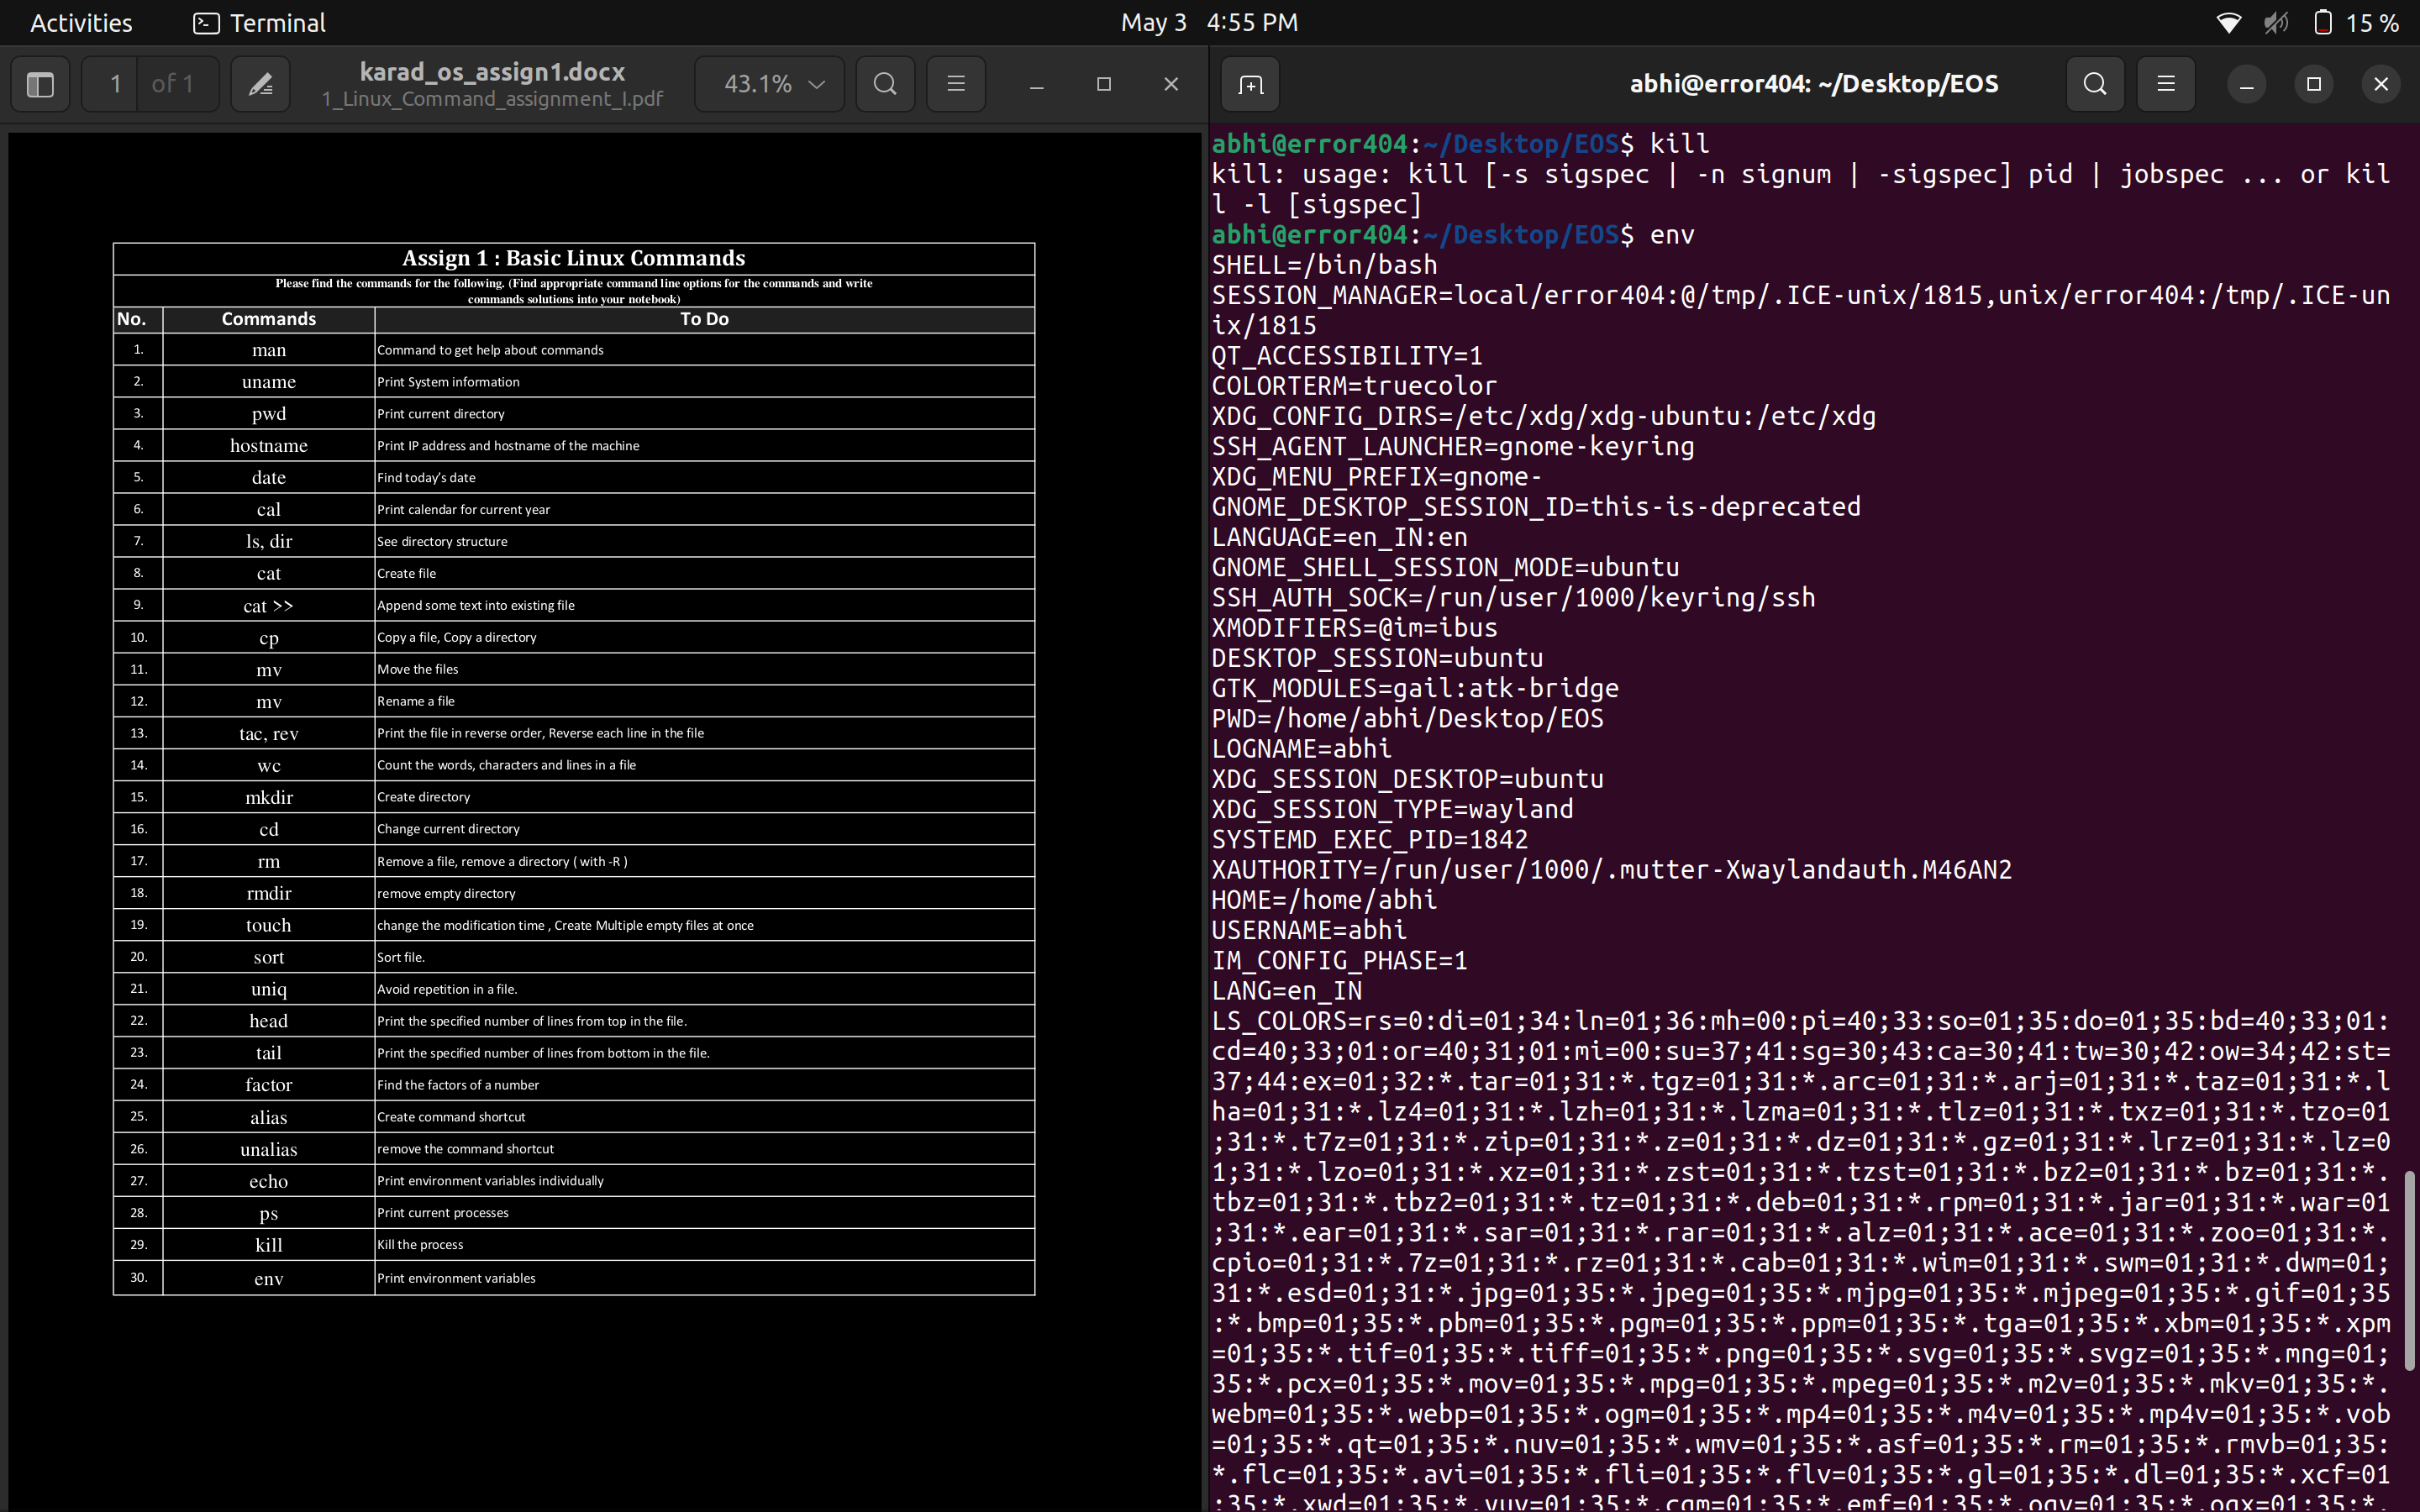 Activities
Terminal
May 3 4:55 PM
15 %
1 of 1
karad_os_assign1.docx
1_Linux_Command_assignment_I.pdf
43.1%
Assign 1 : Basic Linux Commands
Please find the commands for the following. (Find appropriate command line options for the commands and write
commands solutions into your notebook)
No. Commands To Do
1. man Command to get help about commands
2. uname Print System information
3. pwd Print current directory
4. hostname Print IP address and hostname of the machine
5. date Find today’s date
6. cal Print calendar for current year
7. ls, dir See directory structure
8. cat Create file
9. cat >> Append some text into existing file
10. cp Copy a file, Copy a directory
11. mv Move the files
12. mv Rename a file
13. tac, rev Print the file in reverse order, Reverse each line in the file
14. wc Count the words, characters and lines in a file
15. mkdir Create directory
16. cd Change current directory
17. rm Remove a file, remove a directory ( with -R )
18. rmdir remove empty directory
19. touch change the modification time , Create Multiple empty files at once
20. sort Sort file.
21. uniq Avoid repetition in a file.
22. head Print the specified number of lines from top in the file.
23. tail Print the specified number of lines from bottom in the file.
24. factor Find the factors of a number
25. alias Create command shortcut
26. unalias remove the command shortcut
27. echo Print environment variables individually
28. ps Print current processes
29. kill Kill the process
30. env Print environment variables
abhi@error404: ~/Desktop/EOS
abhi@error404:~/Desktop/EOS$ kill
kill: usage: kill [-s sigspec | -n signum | -sigspec] pid | jobspec ... or kil
l -l [sigspec]
abhi@error404:~/Desktop/EOS$ env
SHELL=/bin/bash
SESSION_MANAGER=local/error404:@/tmp/.ICE-unix/1815,unix/error404:/tmp/.ICE-un
ix/1815
QT_ACCESSIBILITY=1
COLORTERM=truecolor
XDG_CONFIG_DIRS=/etc/xdg/xdg-ubuntu:/etc/xdg
SSH_AGENT_LAUNCHER=gnome-keyring
XDG_MENU_PREFIX=gnome-
GNOME_DESKTOP_SESSION_ID=this-is-deprecated
LANGUAGE=en_IN:en
GNOME_SHELL_SESSION_MODE=ubuntu
SSH_AUTH_SOCK=/run/user/1000/keyring/ssh
XMODIFIERS=@im=ibus
DESKTOP_SESSION=ubuntu
GTK_MODULES=gail:atk-bridge
PWD=/home/abhi/Desktop/EOS
LOGNAME=abhi
XDG_SESSION_DESKTOP=ubuntu
XDG_SESSION_TYPE=wayland
SYSTEMD_EXEC_PID=1842
XAUTHORITY=/run/user/1000/.mutter-Xwaylandauth.M46AN2
HOME=/home/abhi
USERNAME=abhi
IM_CONFIG_PHASE=1
LANG=en_IN
LS_COLORS=rs=0:di=01;34:ln=01;36:mh=00:pi=40;33:so=01;35:do=01;35:bd=40;33;01:
cd=40;33;01:or=40;31;01:mi=00:su=37;41:sg=30;43:ca=30;41:tw=30;42:ow=34;42:st=
37;44:ex=01;32:*.tar=01;31:*.tgz=01;31:*.arc=01;31:*.arj=01;31:*.taz=01;31:*.l
ha=01;31:*.lz4=01;31:*.lzh=01;31:*.lzma=01;31:*.tlz=01;31:*.txz=01;31:*.tzo=01
;31:*.t7z=01;31:*.zip=01;31:*.z=01;31:*.dz=01;31:*.gz=01;31:*.lrz=01;31:*.lz=0
1;31:*.lzo=01;31:*.xz=01;31:*.zst=01;31:*.tzst=01;31:*.bz2=01;31:*.bz=01;31:*.
tbz=01;31:*.tbz2=01;31:*.tz=01;31:*.deb=01;31:*.rpm=01;31:*.jar=01;31:*.war=01
;31:*.ear=01;31:*.sar=01;31:*.rar=01;31:*.alz=01;31:*.ace=01;31:*.zoo=01;31:*.
cpio=01;31:*.7z=01;31:*.rz=01;31:*.cab=01;31:*.wim=01;31:*.swm=01;31:*.dwm=01;
31:*.esd=01;31:*.jpg=01;35:*.jpeg=01;35:*.mjpg=01;35:*.mjpeg=01;35:*.gif=01;35
:*.bmp=01;35:*.pbm=01;35:*.pgm=01;35:*.ppm=01;35:*.tga=01;35:*.xbm=01;35:*.xpm
=01;35:*.tif=01;35:*.tiff=01;35:*.png=01;35:*.svg=01;35:*.svgz=01;35:*.mng=01;
35:*.pcx=01;35:*.mov=01;35:*.mpg=01;35:*.mpeg=01;35:*.m2v=01;35:*.mkv=01;35:*.
webm=01;35:*.webp=01;35:*.ogm=01;35:*.mp4=01;35:*.m4v=01;35:*.mp4v=01;35:*.vob
=01;35:*.qt=01;35:*.nuv=01;35:*.wmv=01;35:*.asf=01;35:*.rm=01;35:*.rmvb=01;35:
*.flc=01;35:*.avi=01;35:*.fli=01;35:*.flv=01;35:*.gl=01;35:*.dl=01;35:*.xcf=01
:35:*.xwd=01:35:*.yuv=01:35:*.cgm=01:35:*.emf=01:35:*.ogv=01:35:*.ogx=01:35:*.